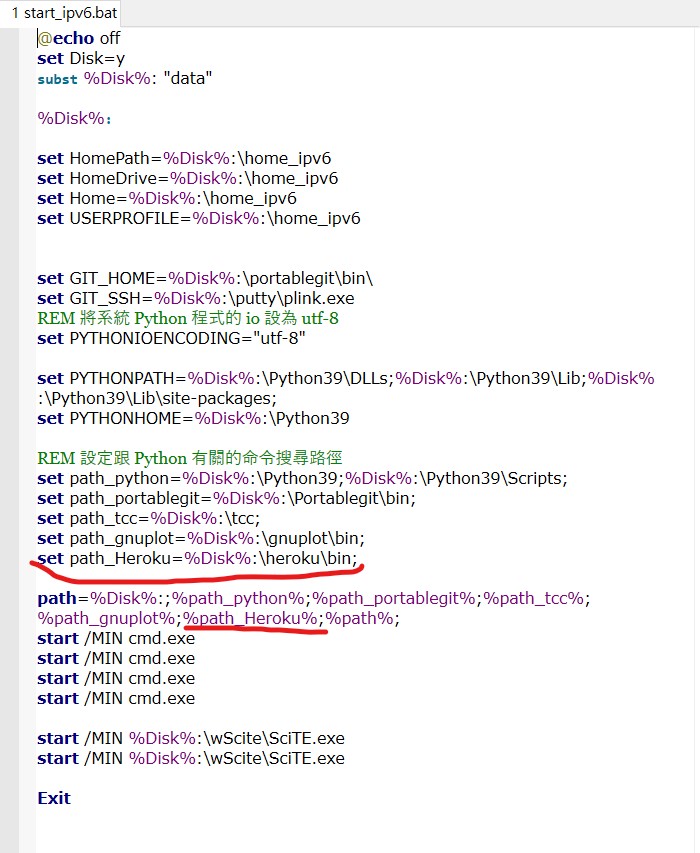 1 start_ipv6.bat
@echo off
set Disk=y
subst %Disk%: "data"
%Disk%:
set HomePath=%Disk%:\home_ipv6
set HomeDrive=%Disk%:\home_ipv6
set Home=%Disk%:\home_ipv6
set USERPROFILE=%Disk%:\home_ipv6
set GIT_HOME=%Disk%:\portablegit\bin\
set GIT_SSH=%Disk%:\putty\plink.exe
REM 將系統 Python 程式的 io 設為 utf-8
set PYTHONIOENCODING="utf-8"
set PYTHONPATH=%Disk%:\Python39\DLLs;%Disk%:\Python39\Lib;%Disk%
:\Python39\Lib\site-packages;
set PYTHONHOME=%Disk%:\Python39
REM 設定跟 Python 有關的命令搜尋路徑
set path_python=%Disk%:\Python39;%Disk%:\Python39\Scripts;
set path_portablegit=%Disk%:\Portablegit\bin;
set path_tcc=%Disk%:\tcc;
set path_gnuplot=%Disk%:\gnuplot\bin;
set path_Heroku=%Disk%:\heroku\bin;
path=%Disk%:;%path_python%;%path_portablegit%;%path_tcc%;
%path_gnuplot%;%path_Heroku%;%path%;
start /MIN cmd.exe
start /MIN cmd.exe
start /MIN cmd.exe
start /MIN cmd.exe
start /MIN %Disk%:\wScite\SciTE.exe
start /MIN %Disk%:\wScite\SciTE.exe
Exit